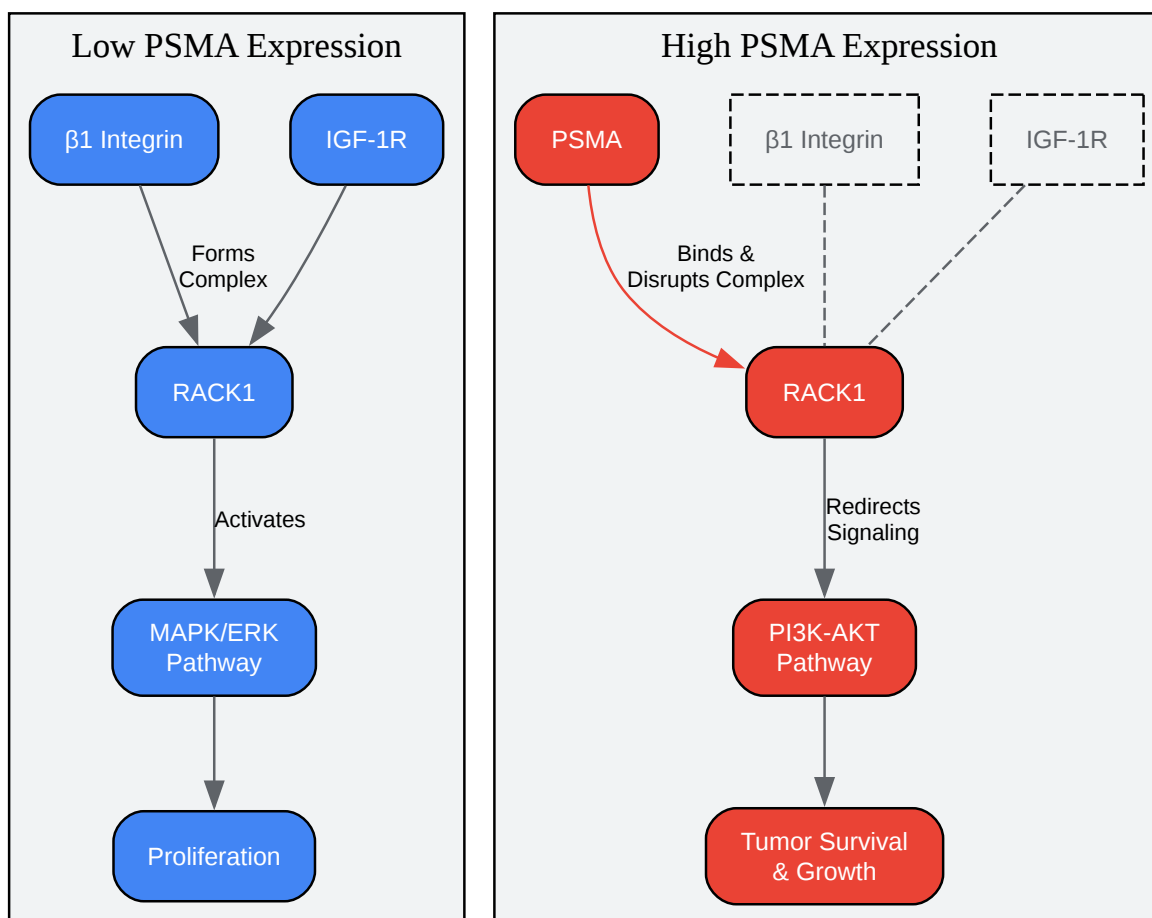 Low PSMA Expression
β1 Integrin
IGF-1R
Forms
Complex
RACK1
Activates
MAPK/ERK
Pathway
Proliferation
High PSMA Expression
PSMA
β1 Integrin
IGF-1R
Binds &
Disrupts Complex
RACK1
Redirects
Signaling
PI3K-AKT
Pathway
Tumor Survival
& Growth